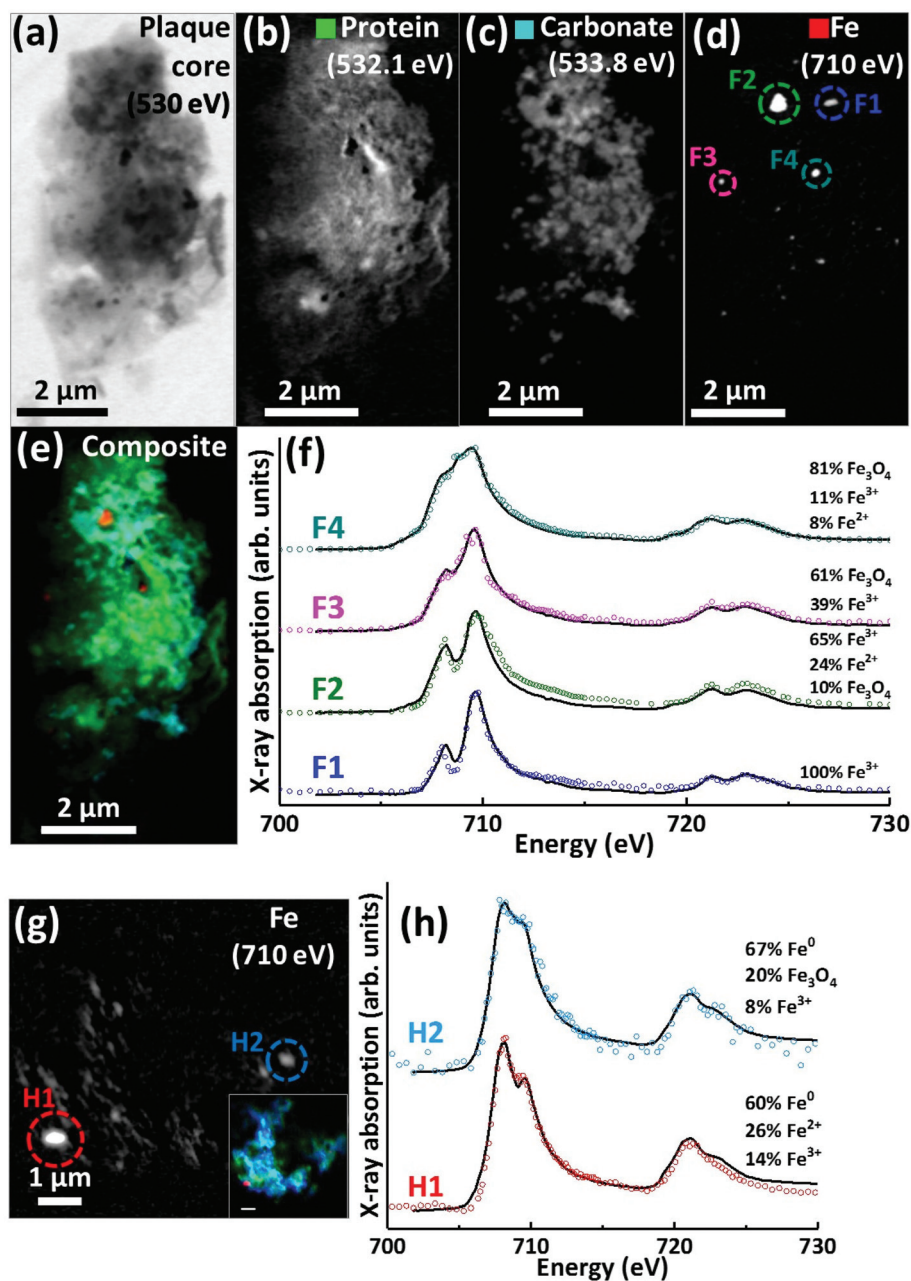 (a) Plaque
core
(530 eV)
2 µm
(b) Protein
(532.1 eV)
2 µm
(c) Carbonate
(533.8 eV)
2 µm
(d) Fe
(710 eV)
F2
F1
F3
F4
2 µm
(e) Composite
2 µm
(f)
X-ray absorption (arb. units)
F4
81% Fe₃O₄
11% Fe³⁺
8% Fe²⁺
F3
61% Fe₃O₄
39% Fe³⁺
F2
65% Fe³⁺
24% Fe²⁺
10% Fe₃O₄
F1
100% Fe³⁺
700 710 720 730
Energy (eV)
(g) Fe
(710 eV)
H2
H1
1 µm
(h)
X-ray absorption (arb. units)
H2
67% Fe⁰
20% Fe₃O₄
8% Fe³⁺
H1
60% Fe⁰
26% Fe²⁺
14% Fe³⁺
700 710 720 730
Energy (eV)